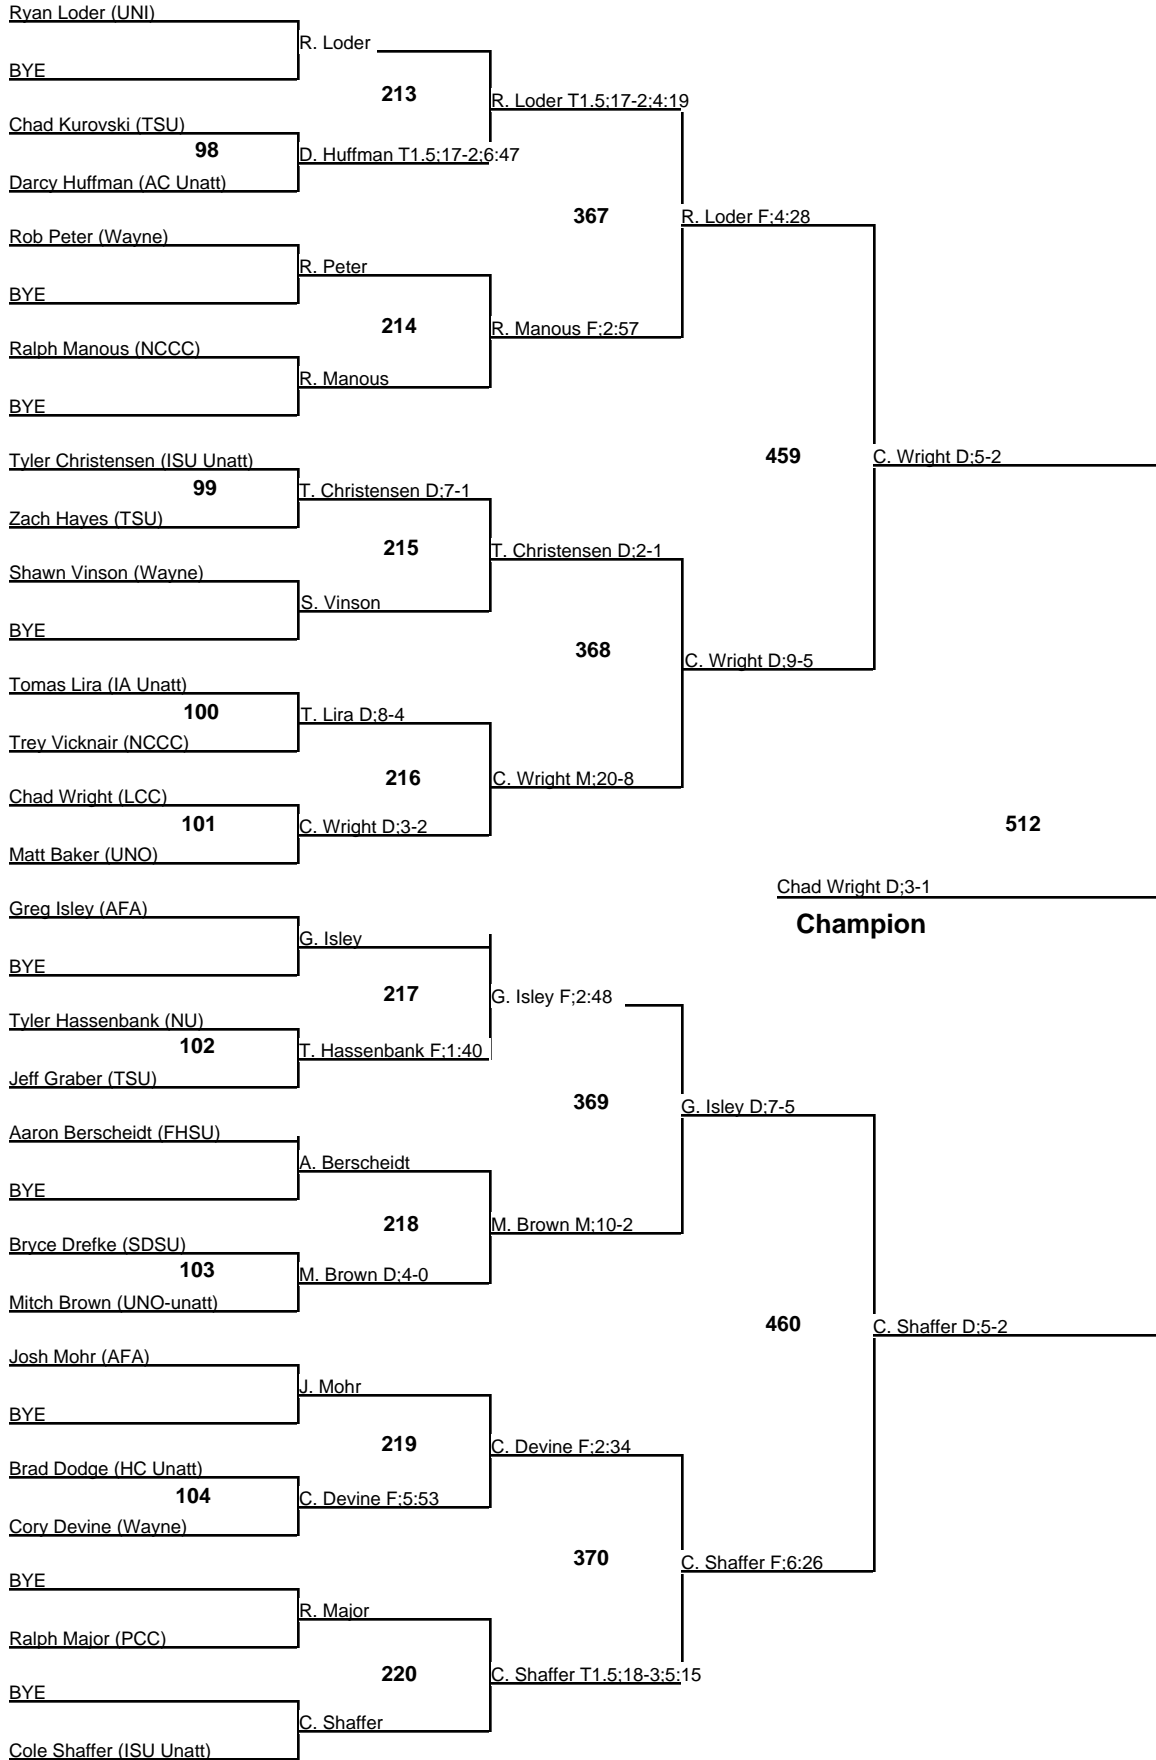 Ryan Loder (UNI)
R. Loder
BYE
213
R. Loder T1.5;17-2;4:19
Chad Kurovski (TSU)
98
D. Huffman T1.5;17-2;6:47
Darcy Huffman (AC Unatt)
367
R. Loder F;4:28
Rob Peter (Wayne)
R. Peter
BYE
214
R. Manous F;2:57
Ralph Manous (NCCC)
R. Manous
BYE
459
C. Wright D;5-2
Tyler Christensen (ISU Unatt)
99
T. Christensen D;7-1
Zach Hayes (TSU)
215
T. Christensen D;2-1
Shawn Vinson (Wayne)
S. Vinson
BYE
368
C. Wright D;9-5
Tomas Lira (IA Unatt)
100
T. Lira D;8-4
Trey Vicknair (NCCC)
216
C. Wright M;20-8
Chad Wright (LCC)
101
C. Wright D;3-2
Matt Baker (UNO)
512
Chad Wright D;3-1
Champion
Greg Isley (AFA)
G. Isley
BYE
217
G. Isley F;2:48
Tyler Hassenbank (NU)
102
T. Hassenbank F;1:40
Jeff Graber (TSU)
369
G. Isley D;7-5
Aaron Berscheidt (FHSU)
A. Berscheidt
BYE
218
M. Brown M;10-2
Bryce Drefke (SDSU)
103
M. Brown D;4-0
Mitch Brown (UNO-unatt)
460
C. Shaffer D;5-2
Josh Mohr (AFA)
J. Mohr
BYE
219
C. Devine F;2:34
Brad Dodge (HC Unatt)
104
C. Devine F;5:53
Cory Devine (Wayne)
370
C. Shaffer F;6:26
BYE
R. Major
Ralph Major (PCC)
220
C. Shaffer T1.5;18-3;5:15
BYE
C. Shaffer
Cole Shaffer (ISU Unatt)